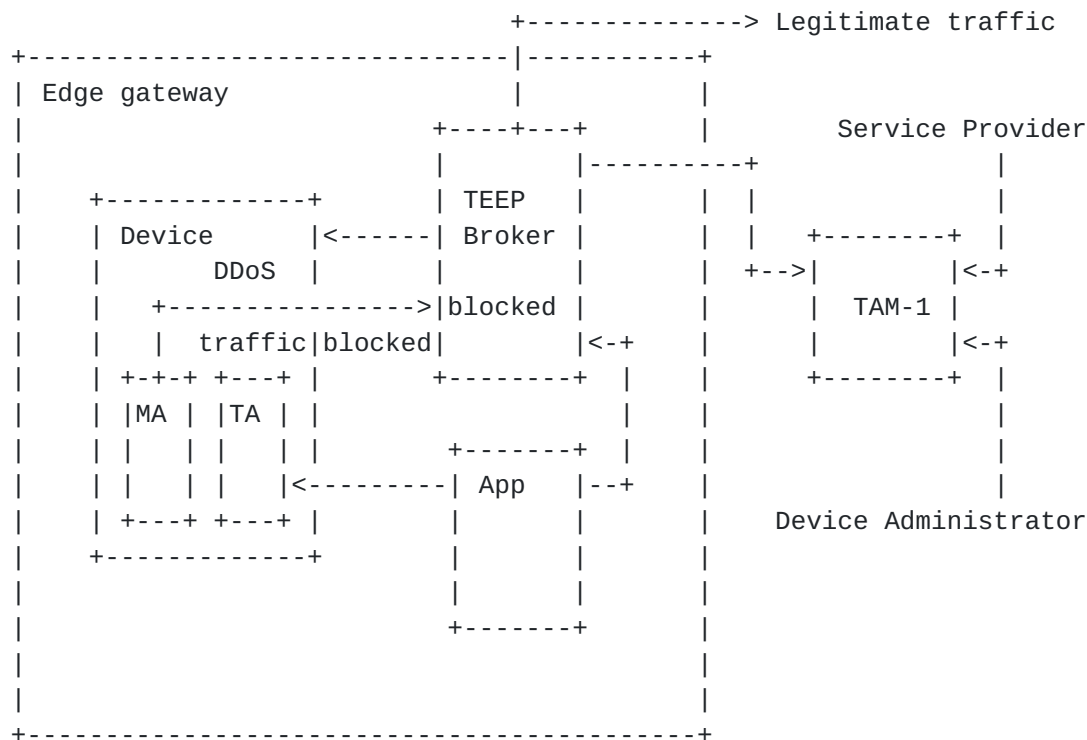 Legitimate traffic
Edge gateway
Service Provider
TEEP
Device Broker
DDoS
blocked TAM-1
traffic blocked
MA TA
App
Device Administrator